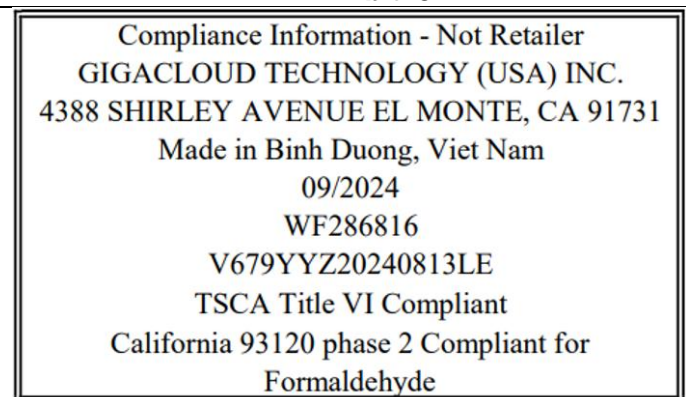 Compliance Information - Not Retailer
GIGACLOUD TECHNOLOGY (USA) INC.
4388 SHIRLEY AVENUE EL MONTE, CA 91731
Made in Binh Duong, Viet Nam
09/2024
WF286816
V679YYZ20240813LE
TSCA Title VI Compliant
California 93120 phase 2 Compliant for
Formaldehyde